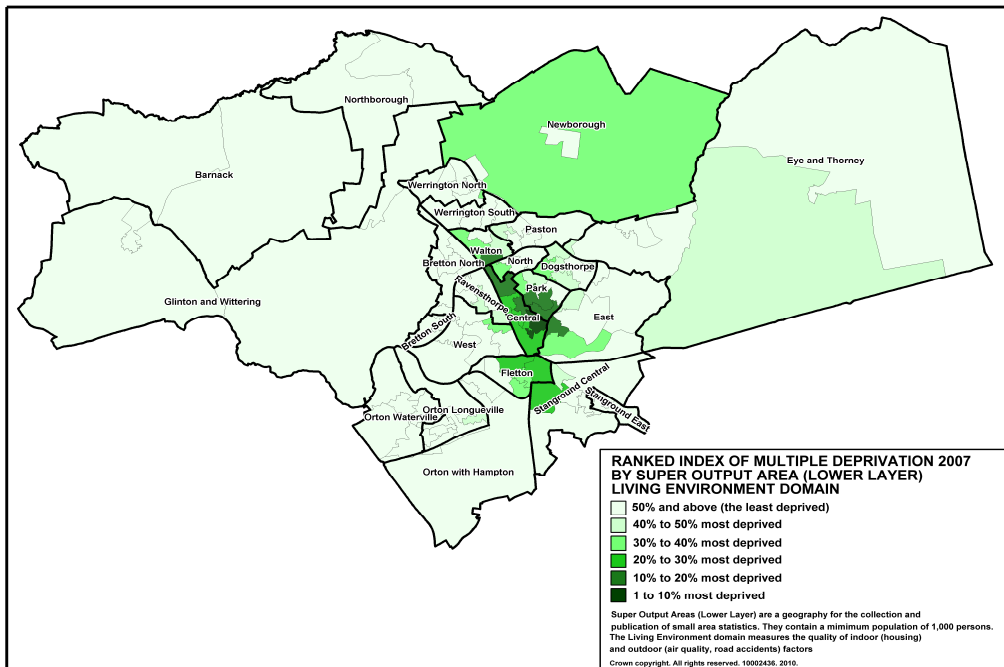 Northborough
Newborough
Eye and Thorney
Barnack
Werrington North
Werrington South
Paston
Walton
Bretton North
North
Dogsthorpe
Ravensthorpe
Park
Glinton and Wittering
Central
East
Bretton South
West
Fletton
Stanground Central
Stanground East
Orton Longueville
Orton Waterville
Orton with Hampton
RANKED INDEX OF MULTIPLE DEPRIVATION 2007
BY SUPER OUTPUT AREA (LOWER LAYER)
LIVING ENVIRONMENT DOMAIN
50% and above (the least deprived)
40% to 50% most deprived
30% to 40% most deprived
20% to 30% most deprived
10% to 20% most deprived
1 to 10% most deprived
Super Output Areas (Lower Layer) are a geography for the collection and
publication of small area statistics. They contain a mimimum population of 1,000 persons.
The Living Environment domain measures the quality of indoor (housing)
and outdoor (air quality, road accidents) factors
Crown copyright. All rights reserved. 10002436. 2010.